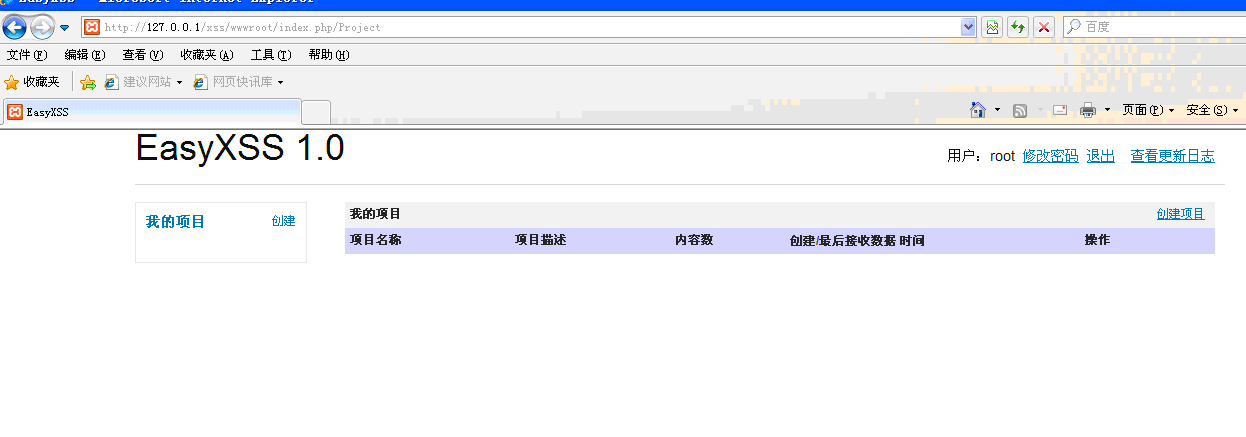 EasyXSS - Microsoft Internet Explorer
http://127.0.0.1/xss/wwwroot/index.php/Project
百度
文件(F) 编辑(E) 查看(V) 收藏夹(A) 工具(T) 帮助(H)
收藏夹 建议网站 网页快讯库
EasyXSS 页面(P) 安全(S)
EasyXSS 1.0
用户：root 修改密码 退出 查看更新日志
我的项目 创建
我的项目 创建项目
项目名称 项目描述 内容数 创建/最后接收数据 时间 操作